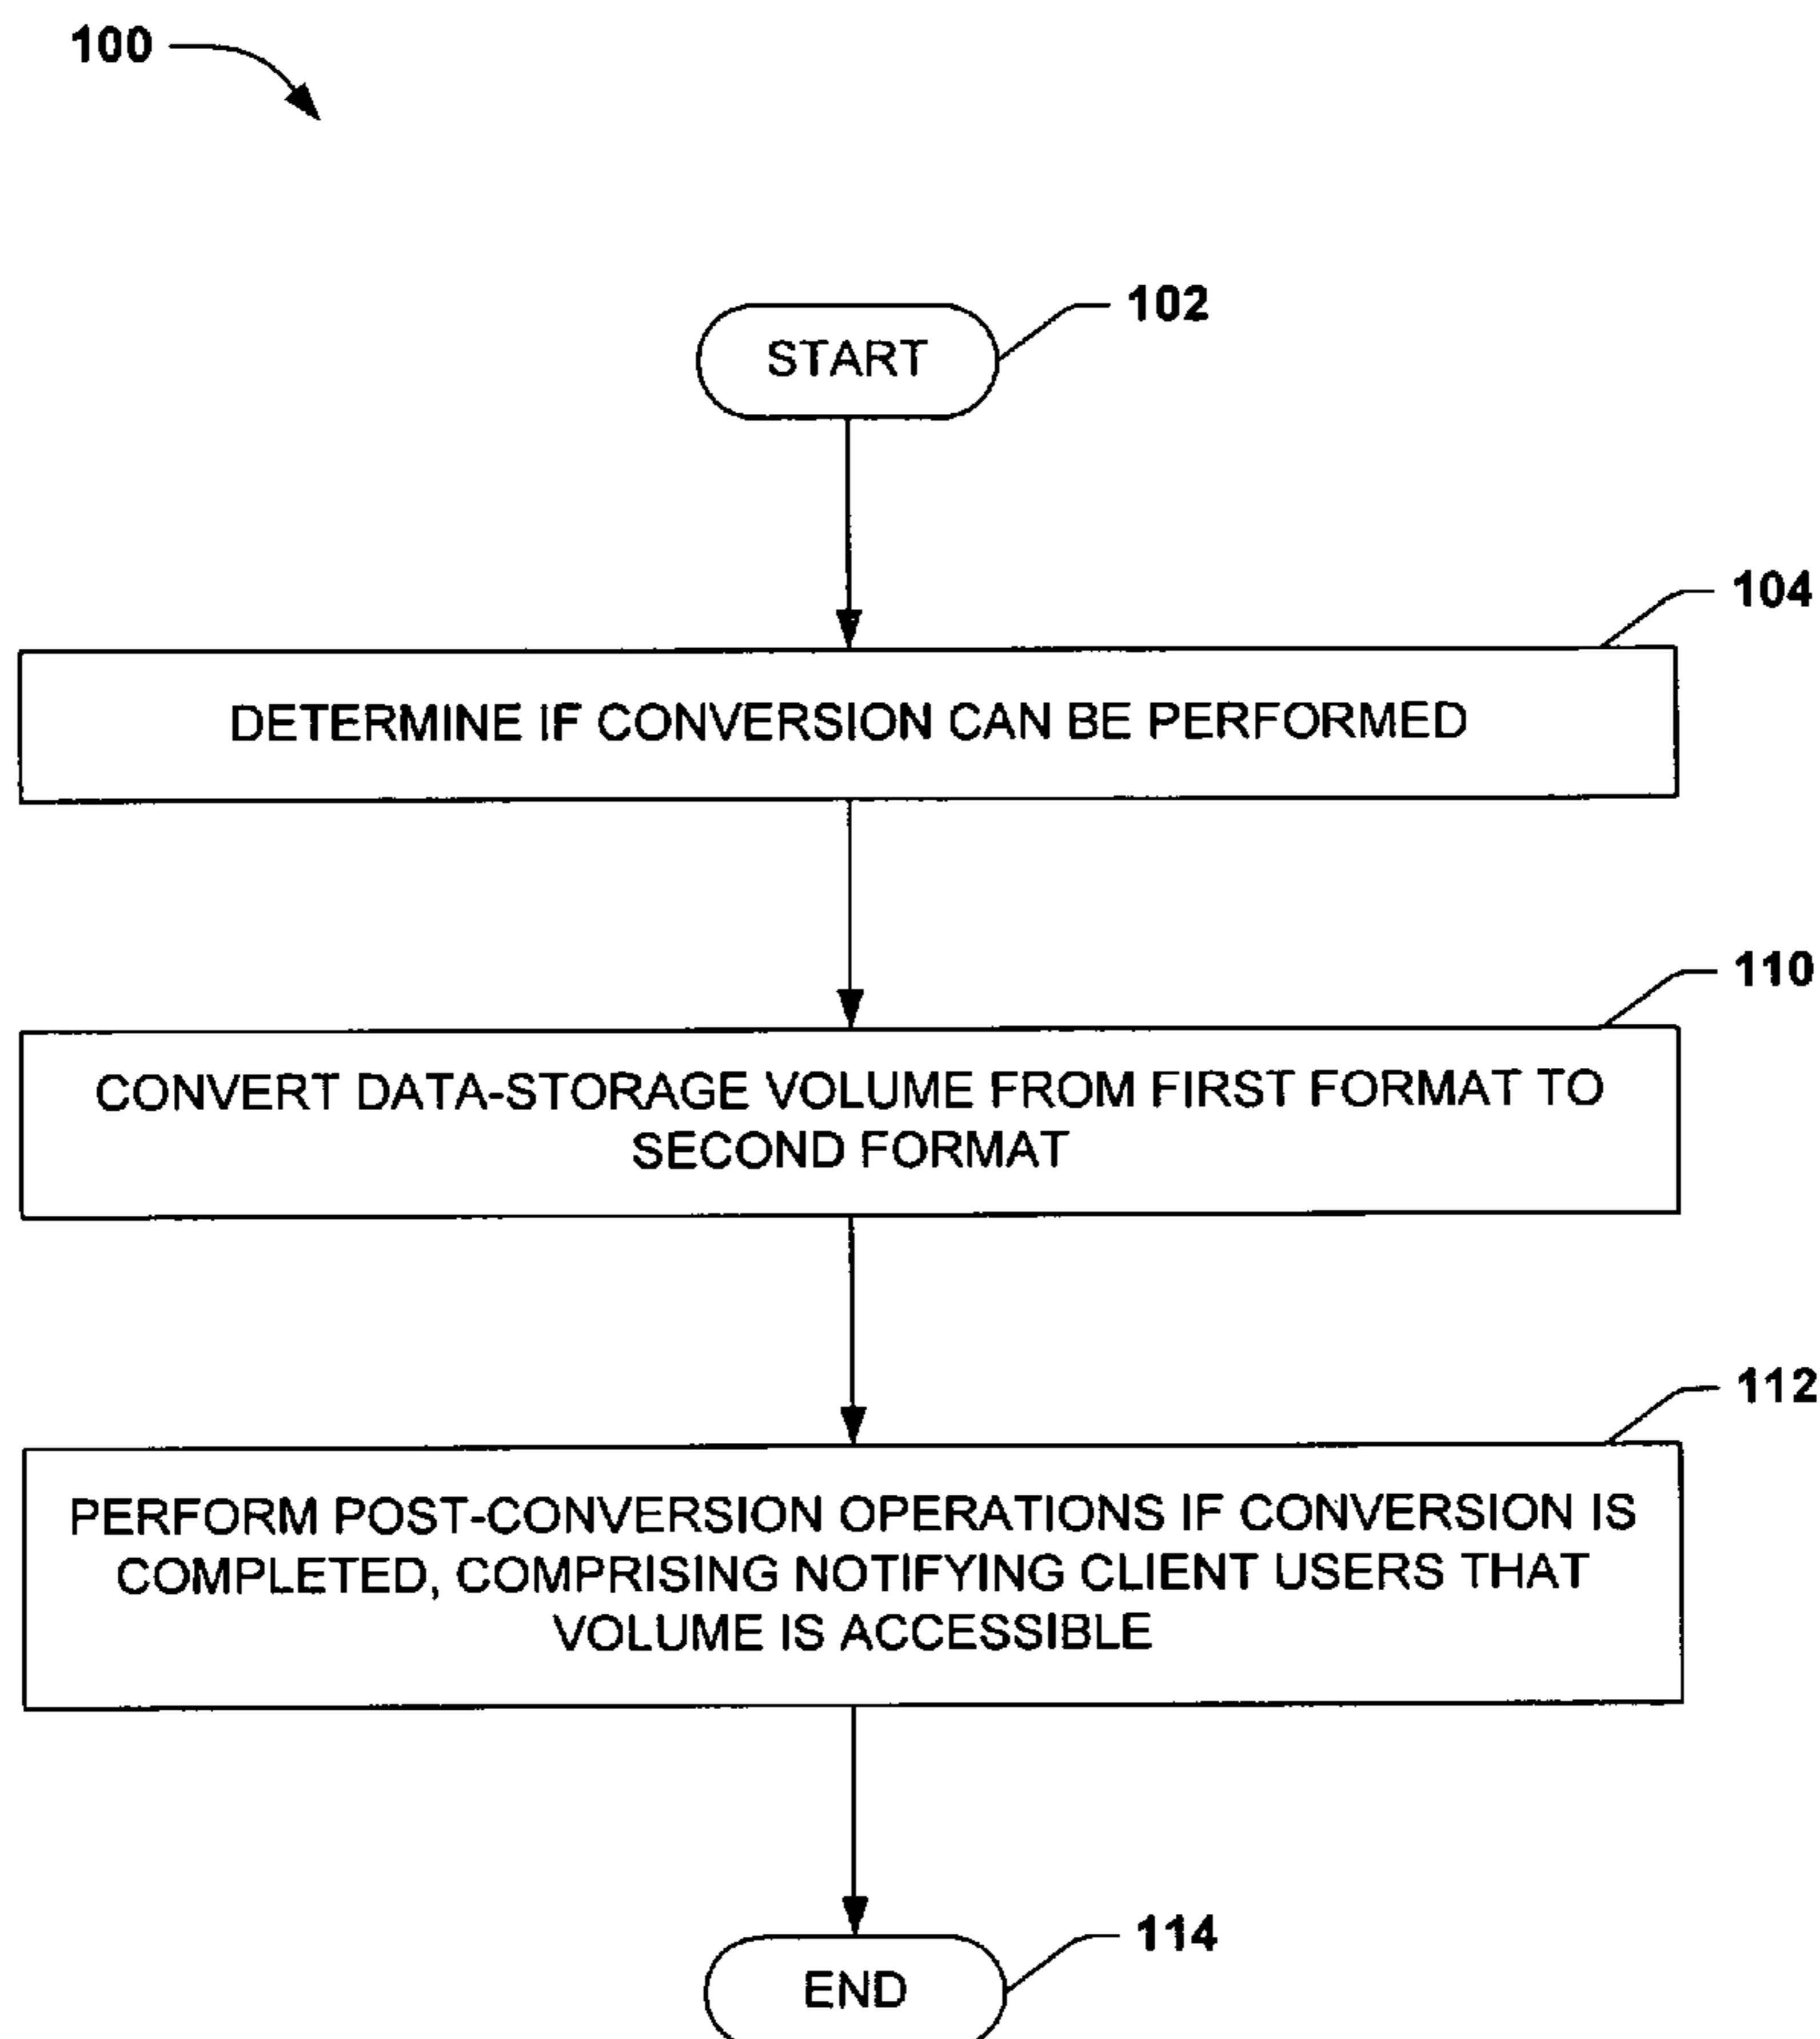 100
102
START
104
DETERMINE IF CONVERSION CAN BE PERFORMED
110
CONVERT DATA-STORAGE VOLUME FROM FIRST FORMAT TO
SECOND FORMAT
112
PERFORM POST-CONVERSION OPERATIONS IF CONVERSION IS
COMPLETED, COMPRISING NOTIFYING CLIENT USERS THAT
VOLUME IS ACCESSIBLE
114
END